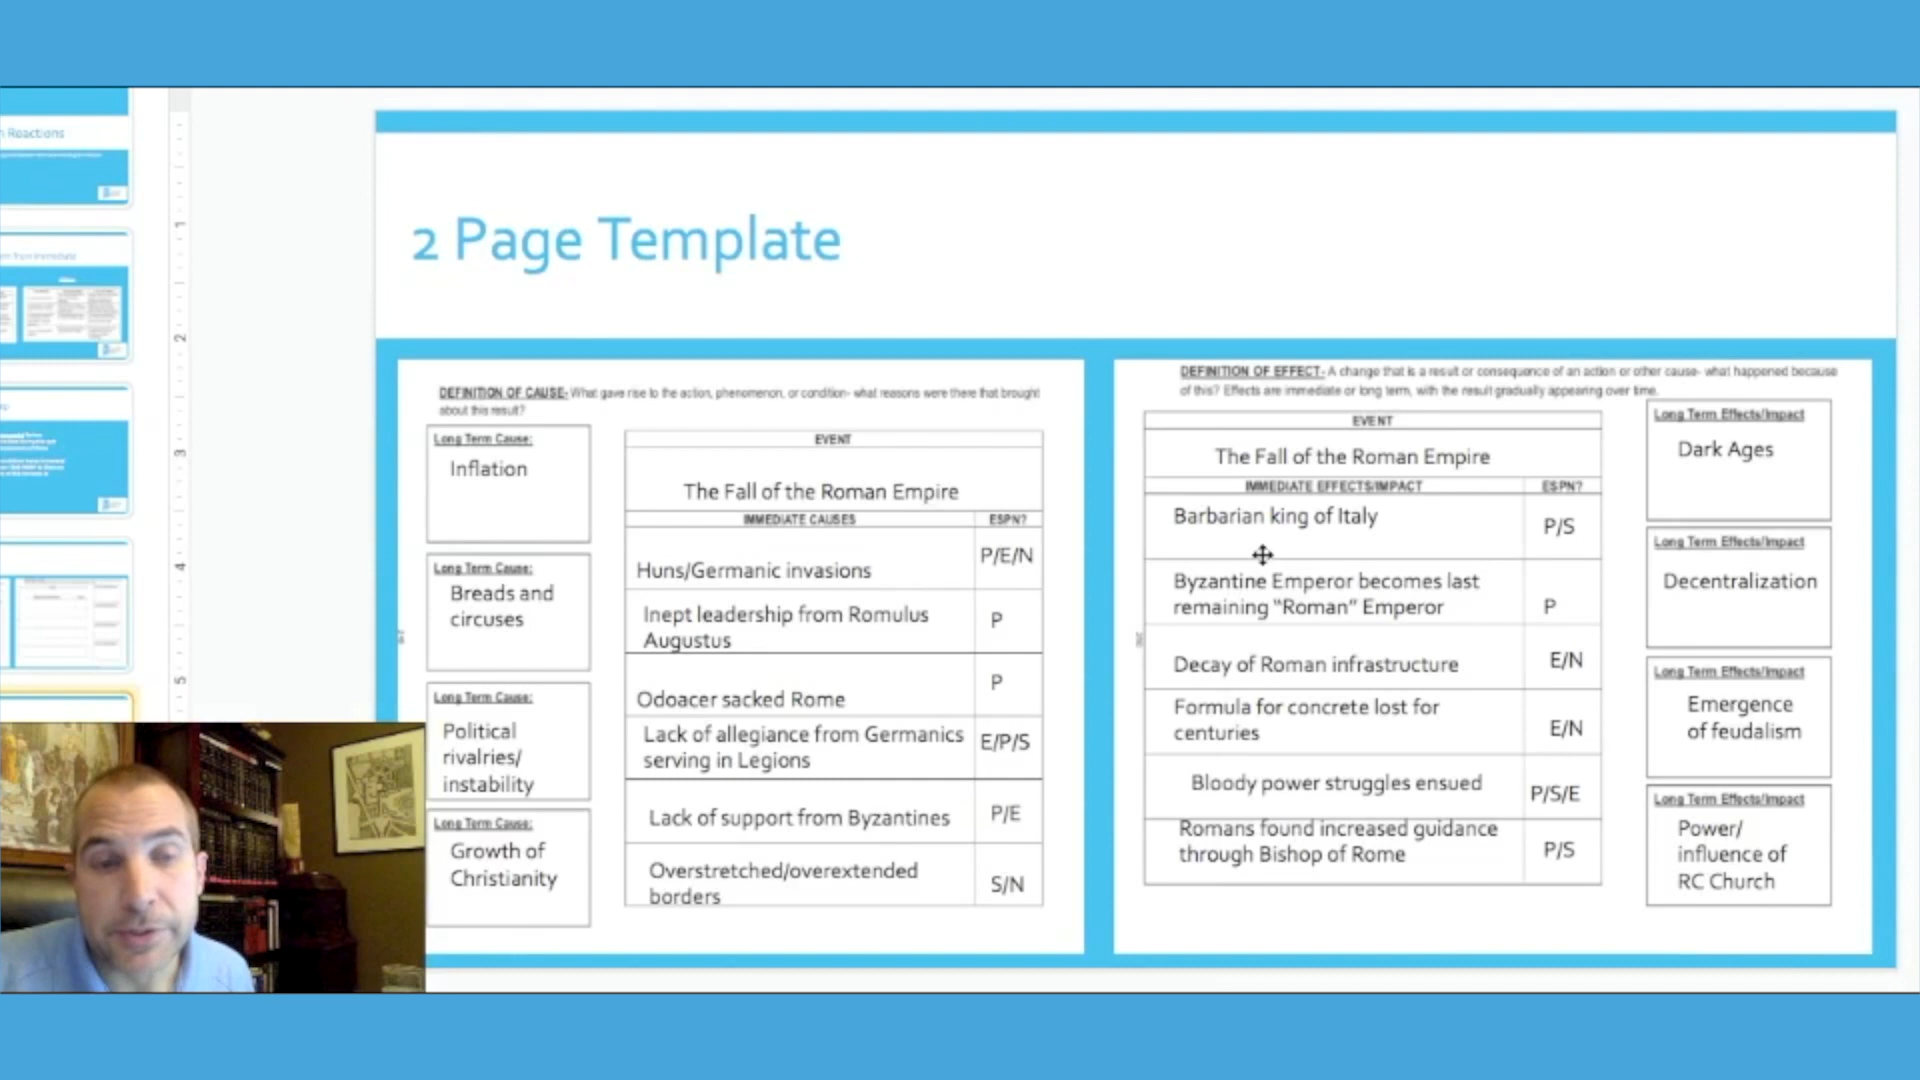 n Reactions
1
2
3
4
5
2 Page Template
DEFINITION OF CAUSE- What gave rise to the action, phenomenon, or condition- what reasons were there that brought
about this result?
Long Term Cause:
Inflation
Long Term Cause:
Breads and
circuses
Long Term Cause:
Political
rivalries/
instability
Long Term Cause:
Growth of
Christianity
EVENT
The Fall of the Roman Empire
IMMEDIATE CAUSES ESPN?
Huns/Germanic invasions P/E/N
Inept leadership from Romulus
Augustus P
Odoacer sacked Rome P
Lack of allegiance from Germanics
serving in Legions E/P/S
Lack of support from Byzantines P/E
Overstretched/overextended
borders S/N
DEFINITION OF EFFECT- A change that is a result or consequence of an action or other cause- what happened because
of this? Effects are immediate or long term, with the result gradually appearing over time.
EVENT
The Fall of the Roman Empire
IMMEDIATE EFFECTS/IMPACT ESPN?
Barbarian king of Italy P/S
Byzantine Emperor becomes last
remaining “Roman” Emperor P
Decay of Roman infrastructure E/N
Formula for concrete lost for
centuries E/N
Bloody power struggles ensued P/S/E
Romans found increased guidance
through Bishop of Rome P/S
Long Term Effects/Impact
Dark Ages
Long Term Effects/Impact
Decentralization
Long Term Effects/Impact
Emergence
of feudalism
Long Term Effects/Impact
Power/
influence of
RC Church